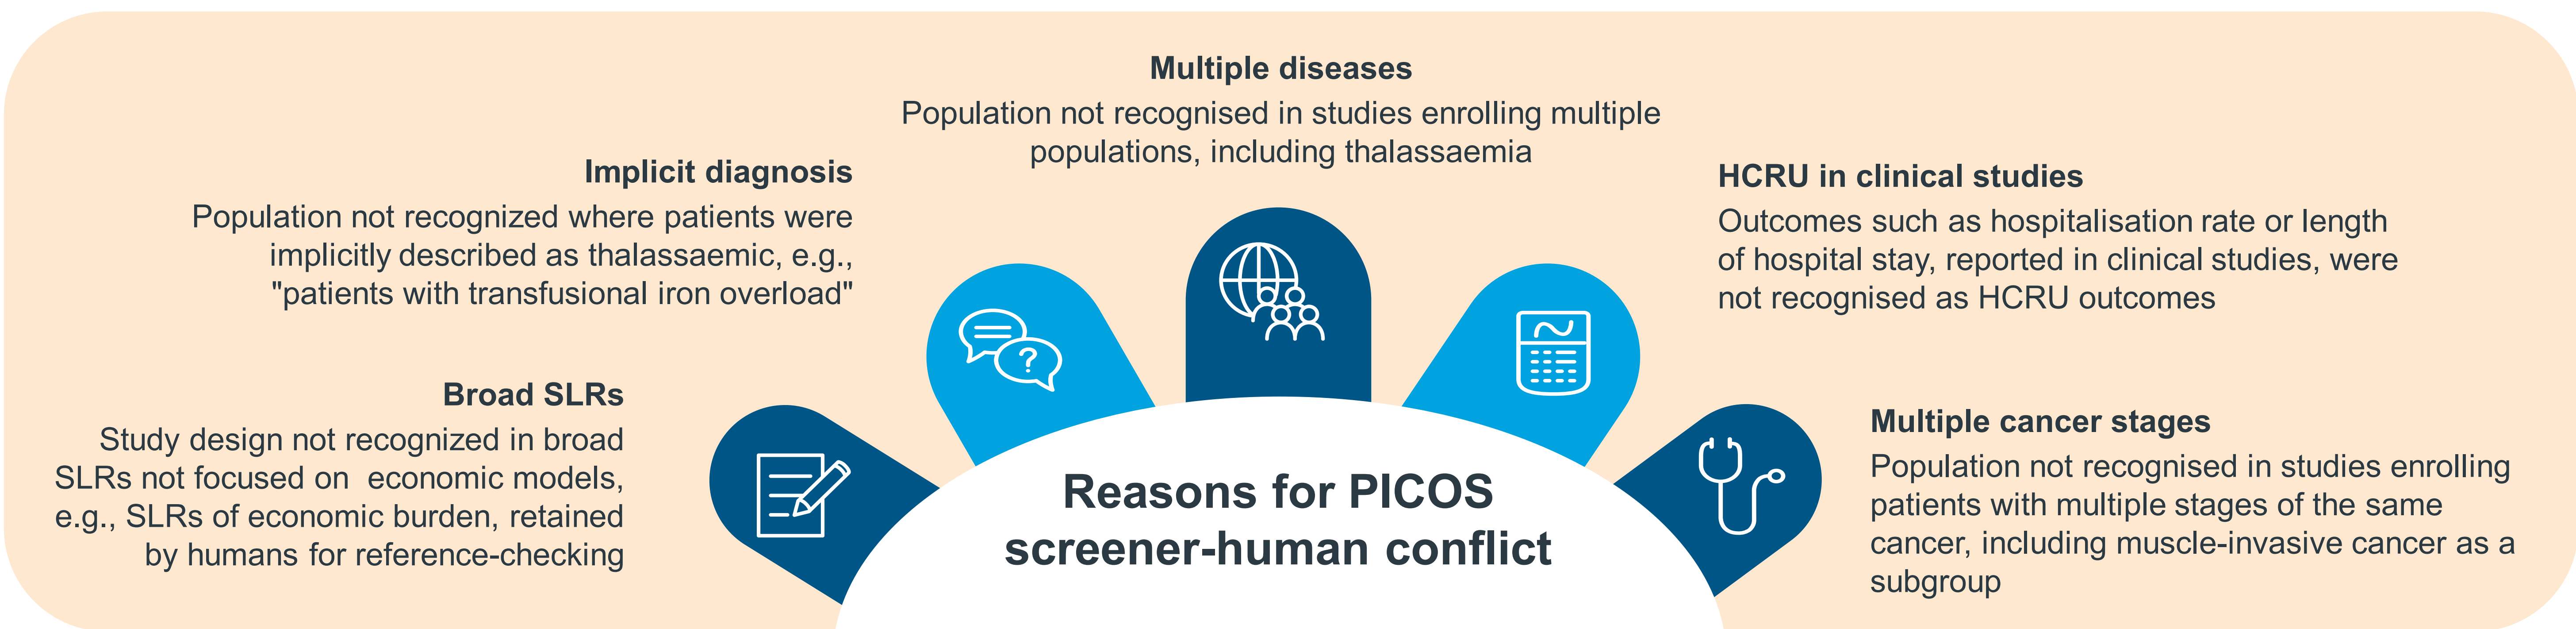 Multiple diseases
Population not recognised in studies enrolling multiple
populations, including thalassaemia
Implicit diagnosis
Population not recognized where patients were
implicitly described as thalassaemic, e.g.,
"patients with transfusional iron overload"
HCRU in clinical studies
Outcomes such as hospitalisation rate or length
of hospital stay, reported in clinical studies, were
not recognised as HCRU outcomes
Broad SLRs
Study design not recognized in broad
SLRs not focused on  economic models,
e.g., SLRs of economic burden, retained
by humans for reference-checking
Multiple cancer stages
Population not recognised in studies enrolling
patients with multiple stages of the same
cancer, including muscle-invasive cancer as a
subgroup
?
Reasons for PICOS
screener-human conflict